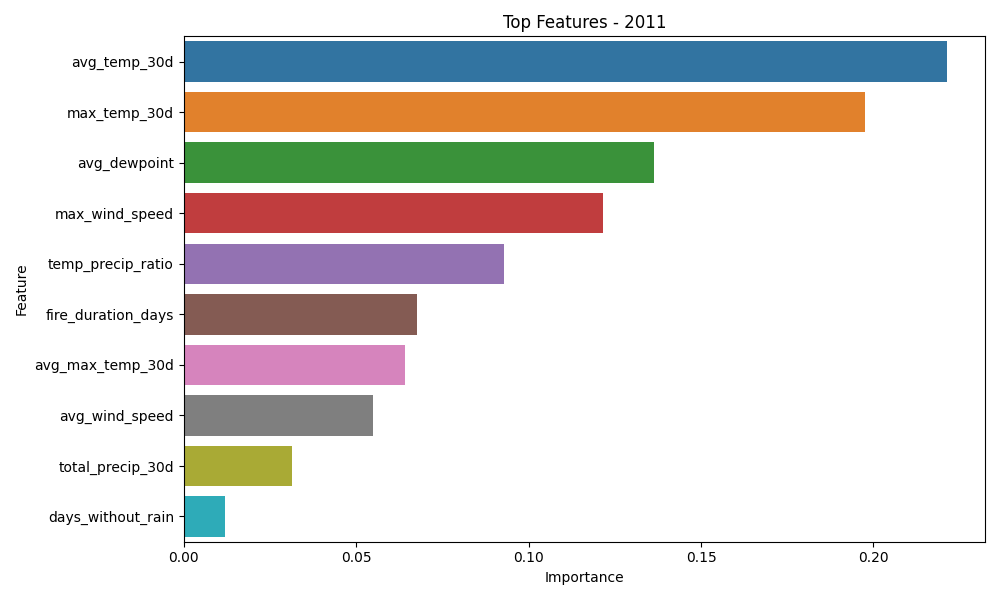 Top Features - 2011
avg_temp_30d
max_temp_30d
avg_dewpoint
max_wind_speed
temp_precip_ratio
fire_duration_days
avg_max_temp_30d
avg_wind_speed
total_precip_30d
days_without_rain
Feature
0.00 0.05 0.10 0.15 0.20
Importance